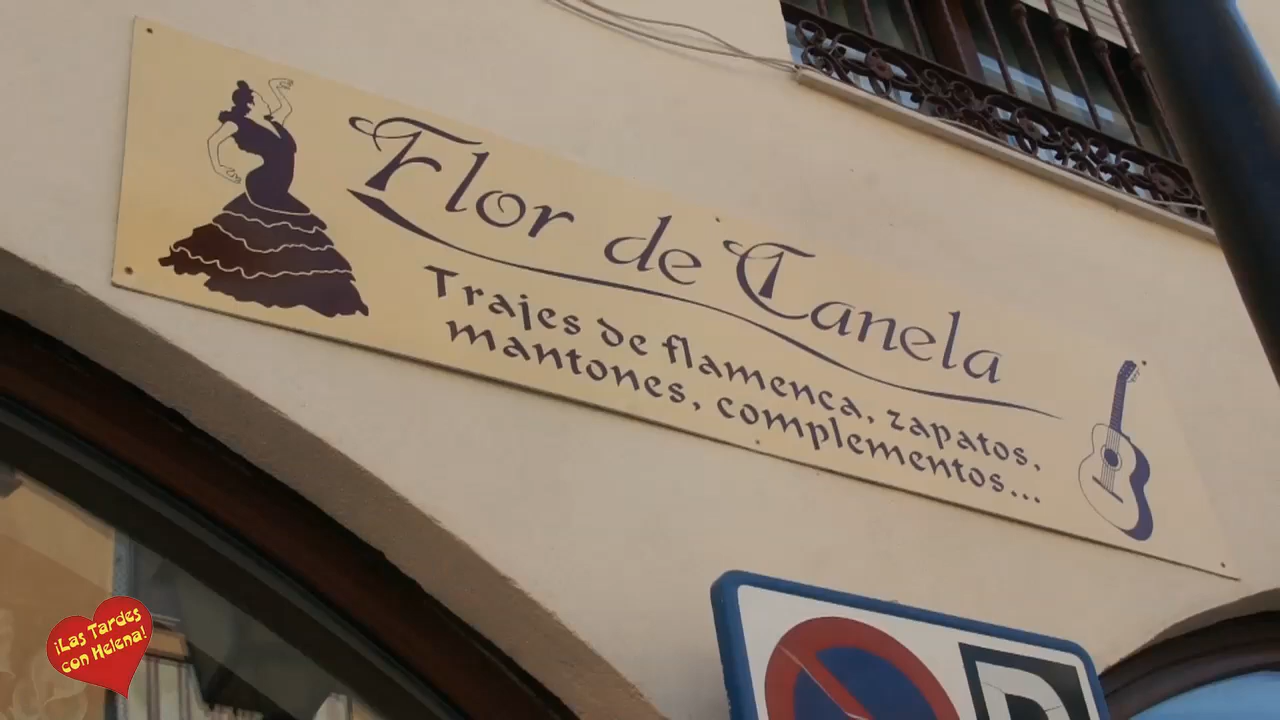 Flor de Canela
Trajes de flamenca, zapatos,
mantones, complementos...
¡Las Tardes
con Helena!
P